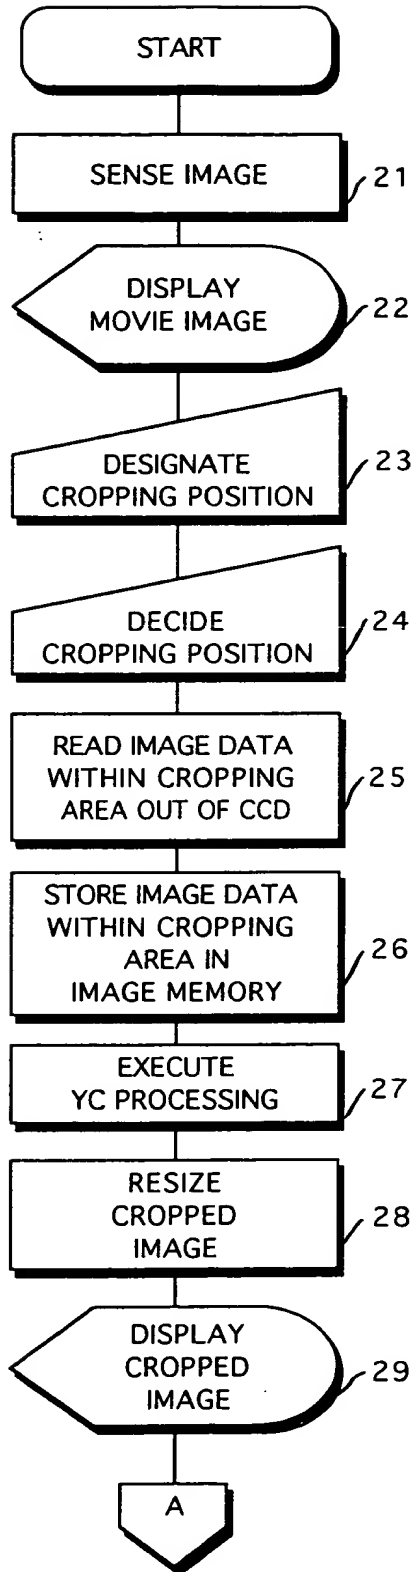 START
SENSE IMAGE
21
DISPLAY
MOVIE IMAGE
22
DESIGNATE
CROPPING POSITION
23
DECIDE
CROPPING POSITION
24
READ IMAGE DATA
WITHIN CROPPING
AREA OUT OF CCD
25
STORE IMAGE DATA
WITHIN CROPPING
AREA IN
IMAGE MEMORY
26
EXECUTE
YC PROCESSING
27
RESIZE
CROPPED
IMAGE
28
DISPLAY
CROPPED
IMAGE
29
A